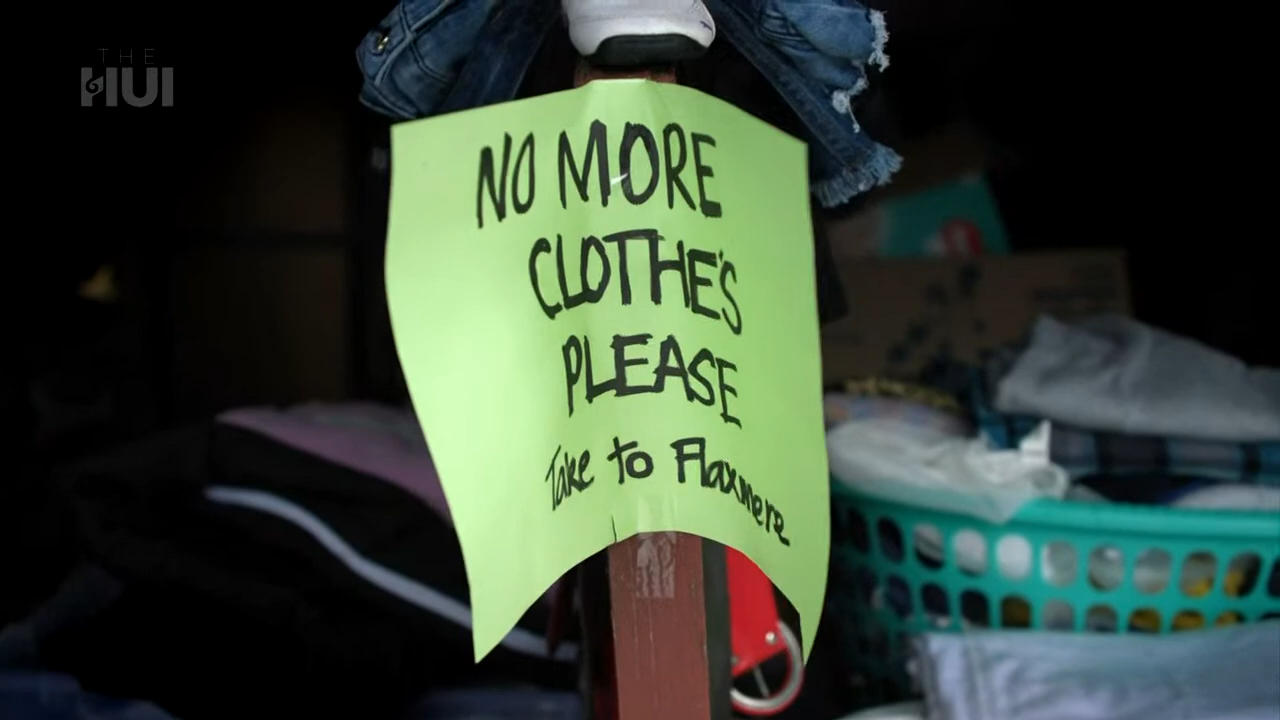 THE
HUI
NO MORE
CLOTHE'S
PLEASE
Take to Flaxmere